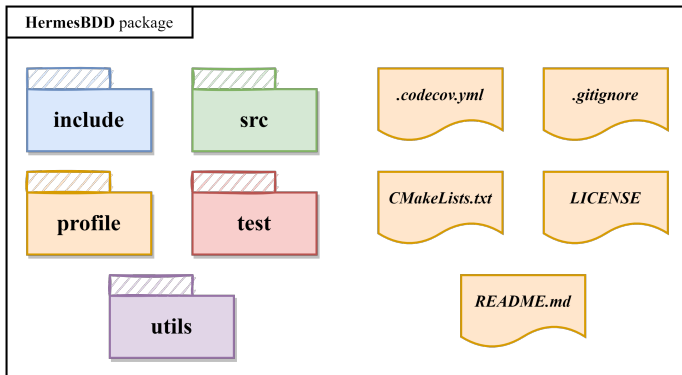 HermesBDD package
include
src
.codecov.yml
.gitignore
profile
test
CMakeLists.txt
LICENSE
utils
README.md